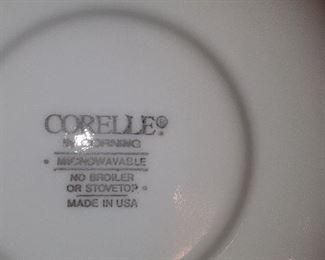 CORELLE®
BY CORNING
• MICROWAVABLE
NO BROILER
OR STOVETOP •
MADE IN USA